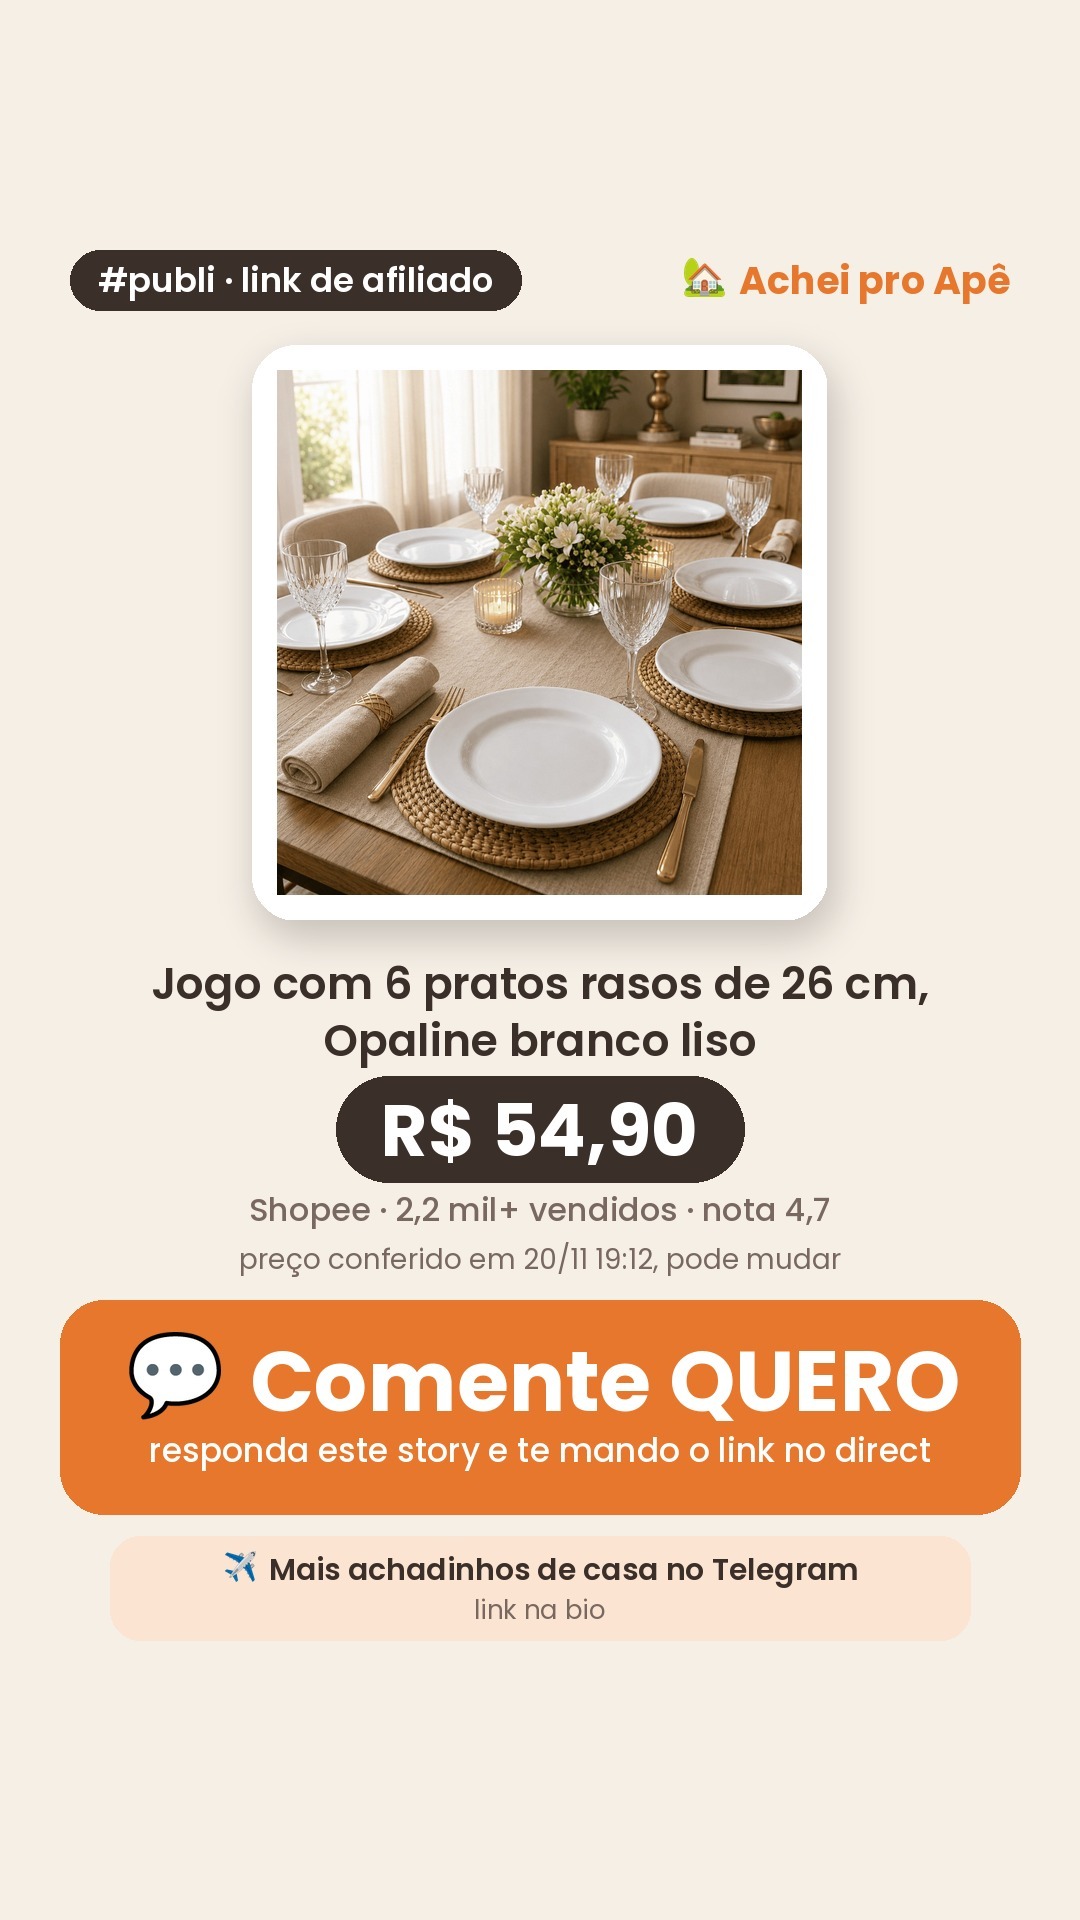 #publi · link de afiliado
🏡 Achei pro Apê
Jogo com 6 pratos rasos de 26 cm,
Opaline branco liso
R$ 54,90
Shopee · 2,2 mil+ vendidos · nota 4,7
preço conferido em 20/11 19:12, pode mudar
💬 Comente QUERO
responda este story e te mando o link no direct
✈️ Mais achadinhos de casa no Telegram
link na bio